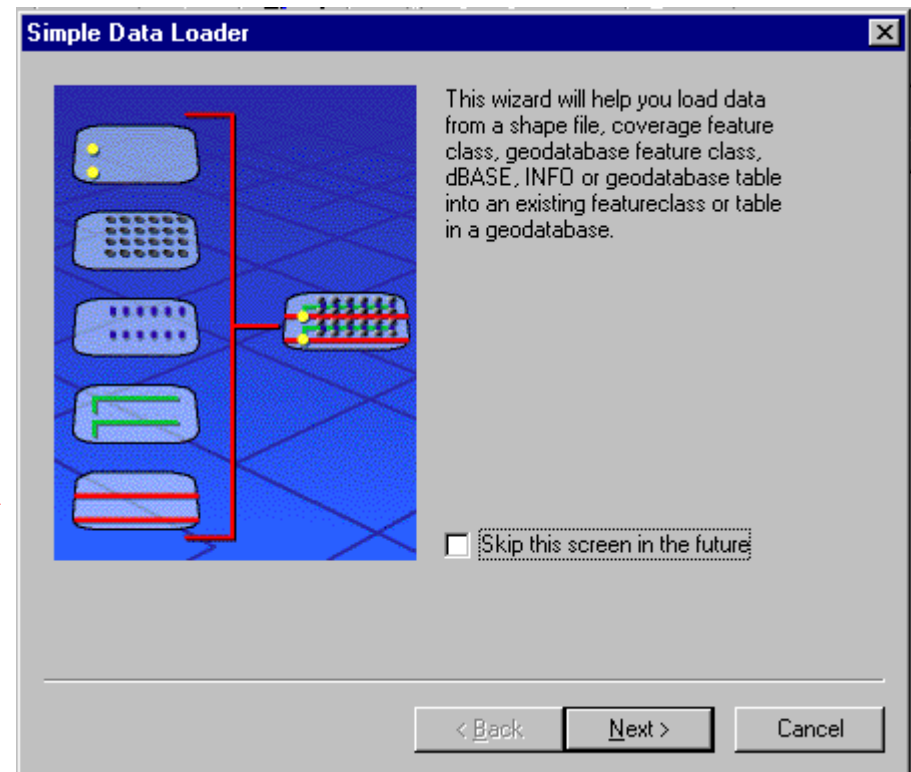 Simple Data Loader
This wizard will help you load data
from a shape file, coverage feature
class, geodatabase feature class,
dBASE, INFO or geodatabase table
into an existing featureclass or table
in a geodatabase.
Skip this screen in the future
< Back
Next >
Cancel